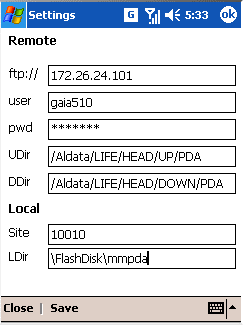 Settings G 5:33 ok
Remote
ftp:// 172.26.24.101
user gaia510
pwd *******
UDir /Aldata/LIFE/HEAD/UP/PDA
DDir /Aldata/LIFE/HEAD/DOWN/PDA
Local
Site 10010
LDir \FlashDisk\mmpda
Close | Save